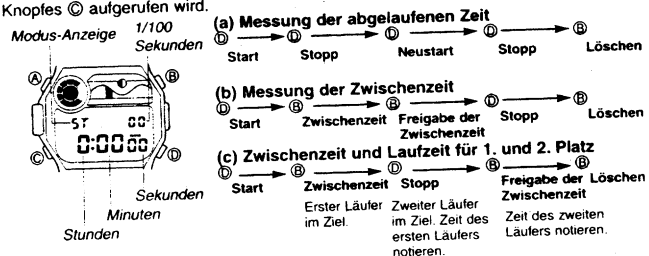 Knopfes Ⓒ aufgerufen wird.
Modus-Anzeige
1/100
Sekunden
Ⓐ
Ⓑ
ST 00
0:00 00
Ⓒ
Ⓓ
Sekunden
Minuten
Stunden
(a) Messung der abgelaufenen Zeit
Ⓓ Ⓓ Ⓓ Ⓓ Ⓑ
Start Stopp Neustart Stopp Löschen
(b) Messung der Zwischenzeit
Ⓓ Ⓑ Ⓑ Ⓓ Ⓑ
Start Zwischenzeit Freigabe der Stopp Löschen
Zwischenzeit
(c) Zwischenzeit und Laufzeit für 1. und 2. Platz
Ⓓ Ⓑ Ⓓ Ⓑ Ⓑ
Start Zwischenzeit Stopp Freigabe der Löschen
Zwischenzeit
Erster Läufer
im Ziel.
Zweiter Läufer
im Ziel. Zeit des
ersten Läufers
notieren.
Zeit des zweiten
Läufers notieren.